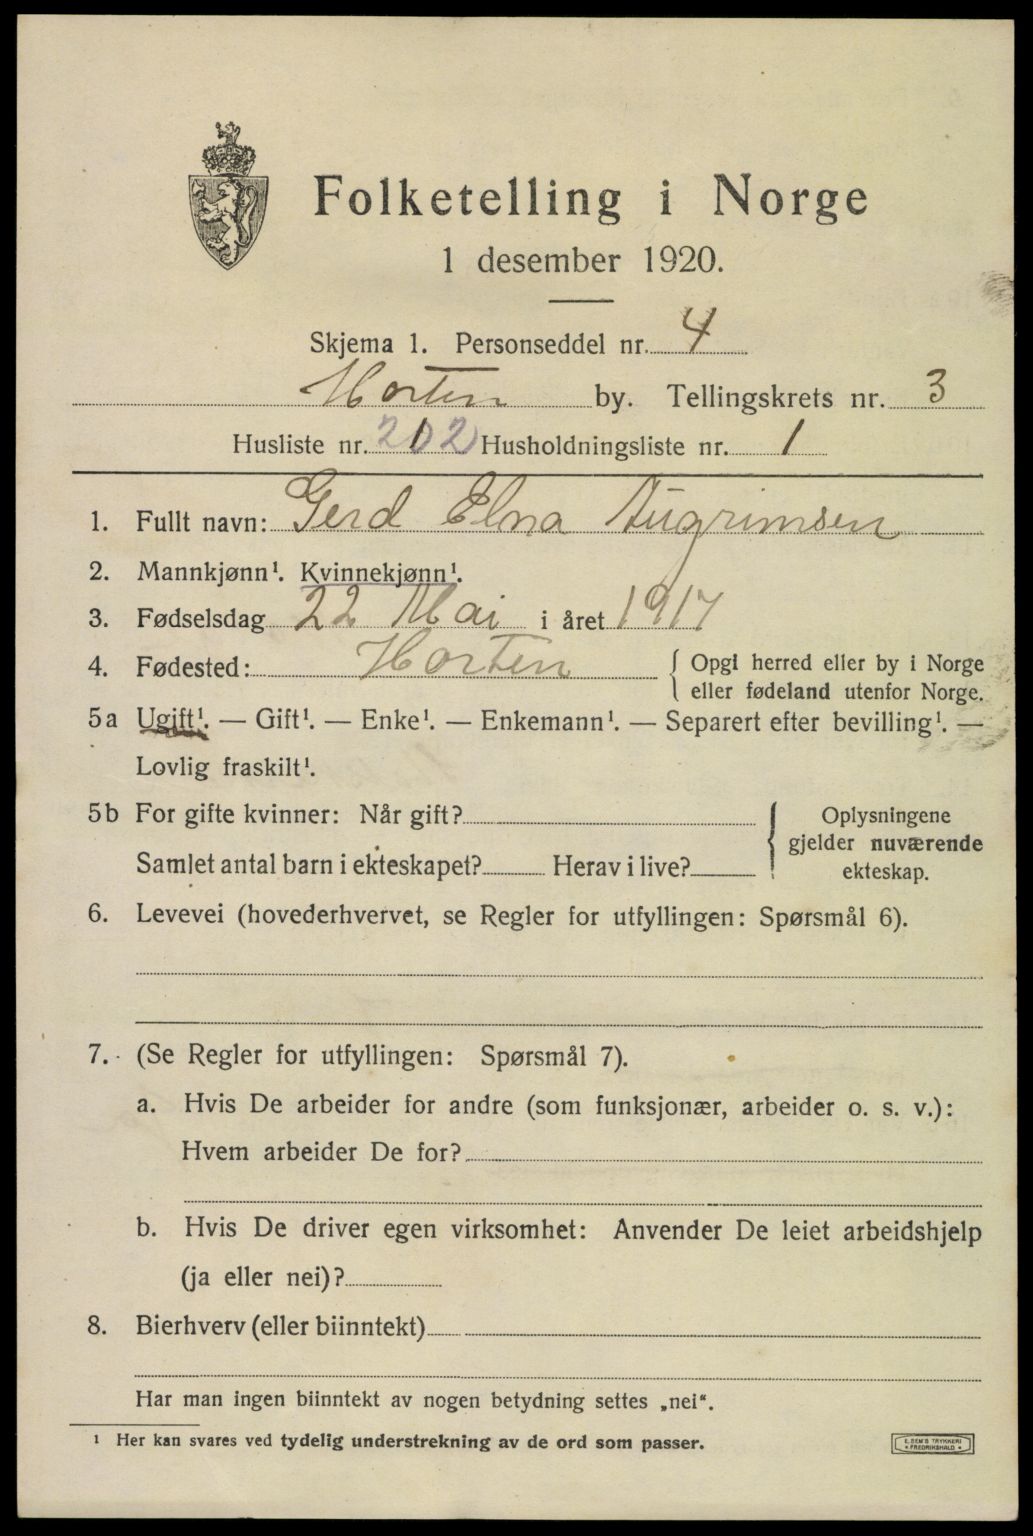 Folketelling i Norge
1 desember 1920.
Skjema 1. Personseddel nr. 4
Horten by. Tellingskrets nr. 3
Husliste nr. 202 Husholdningsliste nr. 1
1. Fullt navn: Gerd Elna Augrimsen
2. Mannkjønn¹. Kvinnekjønn¹.
3. Fødselsdag 22 Mai i året 1917
4. Fødested: Horten { Opgi herred eller by i Norge
eller fødeland utenfor Norge.
5a Ugift¹. — Gift¹. — Enke¹. — Enkemann¹. — Separert efter bevilling¹. —
Lovlig fraskilt¹.
5b For gifte kvinner: Når gift? { Oplysningene
gjelder nuværende
Samlet antal barn i ekteskapet? Herav i live? ekteskap.
6. Levevei (hovederhvervet, se Regler for utfyllingen: Spørsmål 6).
7. (Se Regler for utfyllingen: Spørsmål 7).
a. Hvis De arbeider for andre (som funksjonær, arbeider o. s. v.):
Hvem arbeider De for?
b. Hvis De driver egen virksomhet: Anvender De leiet arbeidshjelp
(ja eller nei)?
8. Bierhverv (eller biinntekt)
Har man ingen biinntekt av nogen betydning settes „nei“.
¹ Her kan svares ved tydelig understrekning av de ord som passer.
E. SEM'S TRYKKERI
• FREDRIKSHALD •